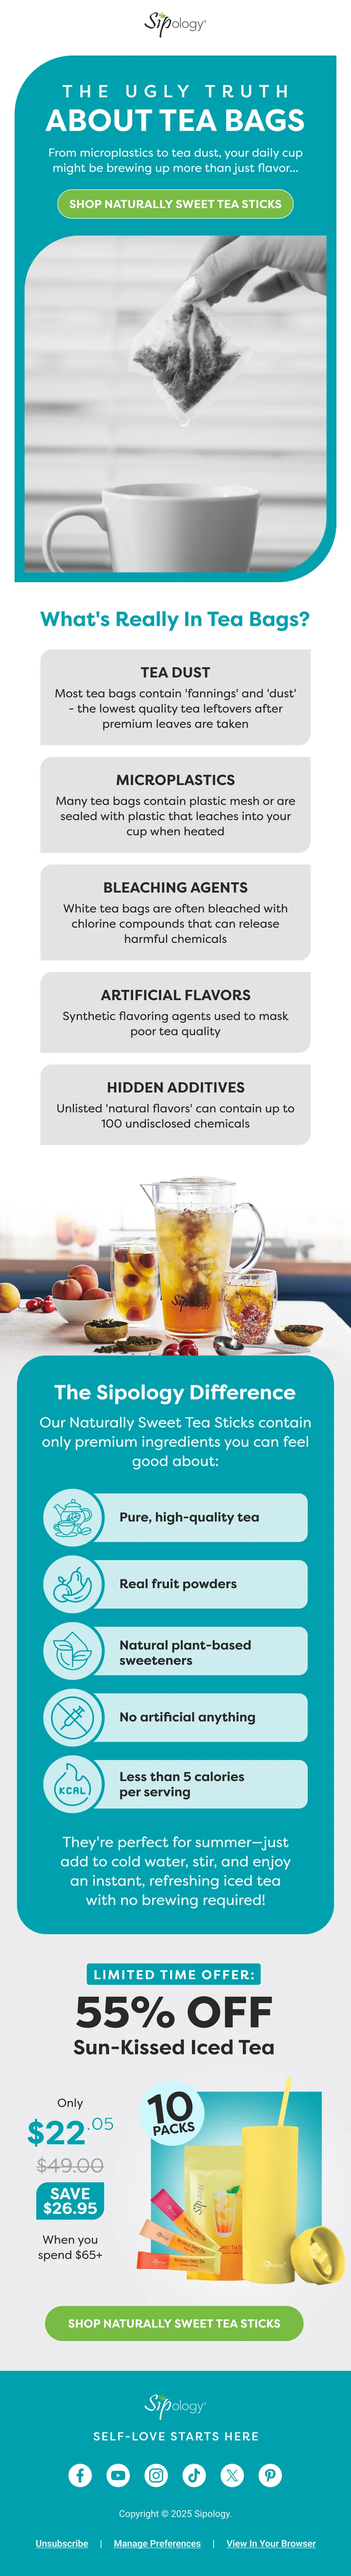 Sipology
THE UGLY TRUTH
ABOUT TEA BAGS
From microplastics to tea dust, your daily cup
might be brewing up more than just flavor...
SHOP NATURALLY SWEET TEA STICKS
What's Really In Tea Bags?
TEA DUST
Most tea bags contain 'fannings' and 'dust'
- the lowest quality tea leftovers after
premium leaves are taken
MICROPLASTICS
Many tea bags contain plastic mesh or are
sealed with plastic that leaches into your
cup when heated
BLEACHING AGENTS
White tea bags are often bleached with
chlorine compounds that can release
harmful chemicals
ARTIFICIAL FLAVORS
Synthetic flavoring agents used to mask
poor tea quality
HIDDEN ADDITIVES
Unlisted 'natural flavors' can contain up to
100 undisclosed chemicals
Sipology
The Sipology Difference
Our Naturally Sweet Tea Sticks contain
only premium ingredients you can feel
good about:
Pure, high-quality tea
Real fruit powders
Natural plant-based
sweeteners
No artificial anything
KCAL
Less than 5 calories
per serving
They're perfect for summer—just
add to cold water, stir, and enjoy
an instant, refreshing iced tea
with no brewing required!
LIMITED TIME OFFER:
55% OFF
Sun-Kissed Iced Tea
Only
$22.05
$49.00
SAVE
$26.95
When you
spend $65+
10
PACKS
Sipology
Sipology
SHOP NATURALLY SWEET TEA STICKS
Sipology
SELF-LOVE STARTS HERE
Copyright © 2025 Sipology.
Unsubscribe | Manage Preferences | View In Your Browser